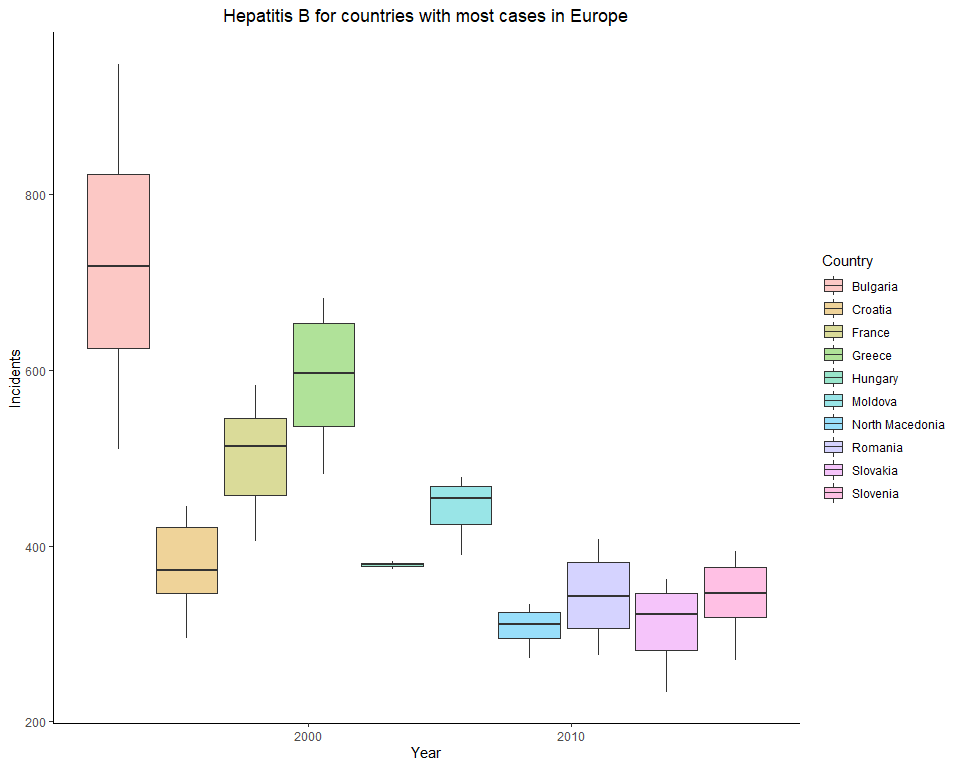 Hepatitis B for countries with most cases in Europe
Incidents
800
600
400
200
2000
2010
Year
Country
Bulgaria
Croatia
France
Greece
Hungary
Moldova
North Macedonia
Romania
Slovakia
Slovenia